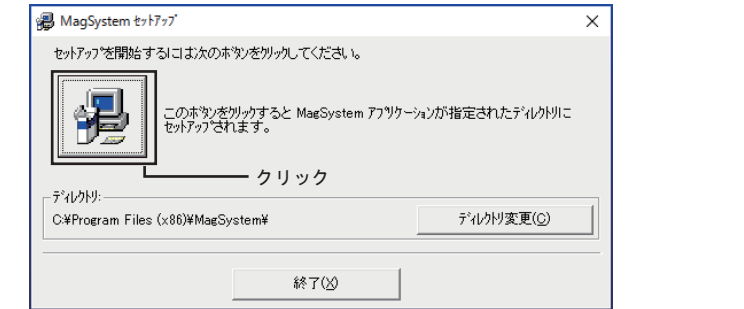 MagSystem ｾｯﾄｱｯﾌﾟ
ｾｯﾄｱｯﾌﾟを開始するには次のﾎﾞﾀﾝをｸﾘｯｸしてください。
このﾎﾞﾀﾝをｸﾘｯｸすると MagSystem ｱﾌﾟﾘｹｰｼｮﾝが指定されたﾃﾞｨﾚｸﾄﾘに
ｾｯﾄｱｯﾌﾟされます。
クリック
ﾃﾞｨﾚｸﾄﾘ:
C:¥Program Files (x86)¥MagSystem¥
ﾃﾞｨﾚｸﾄﾘ変更(C)
終了(X)